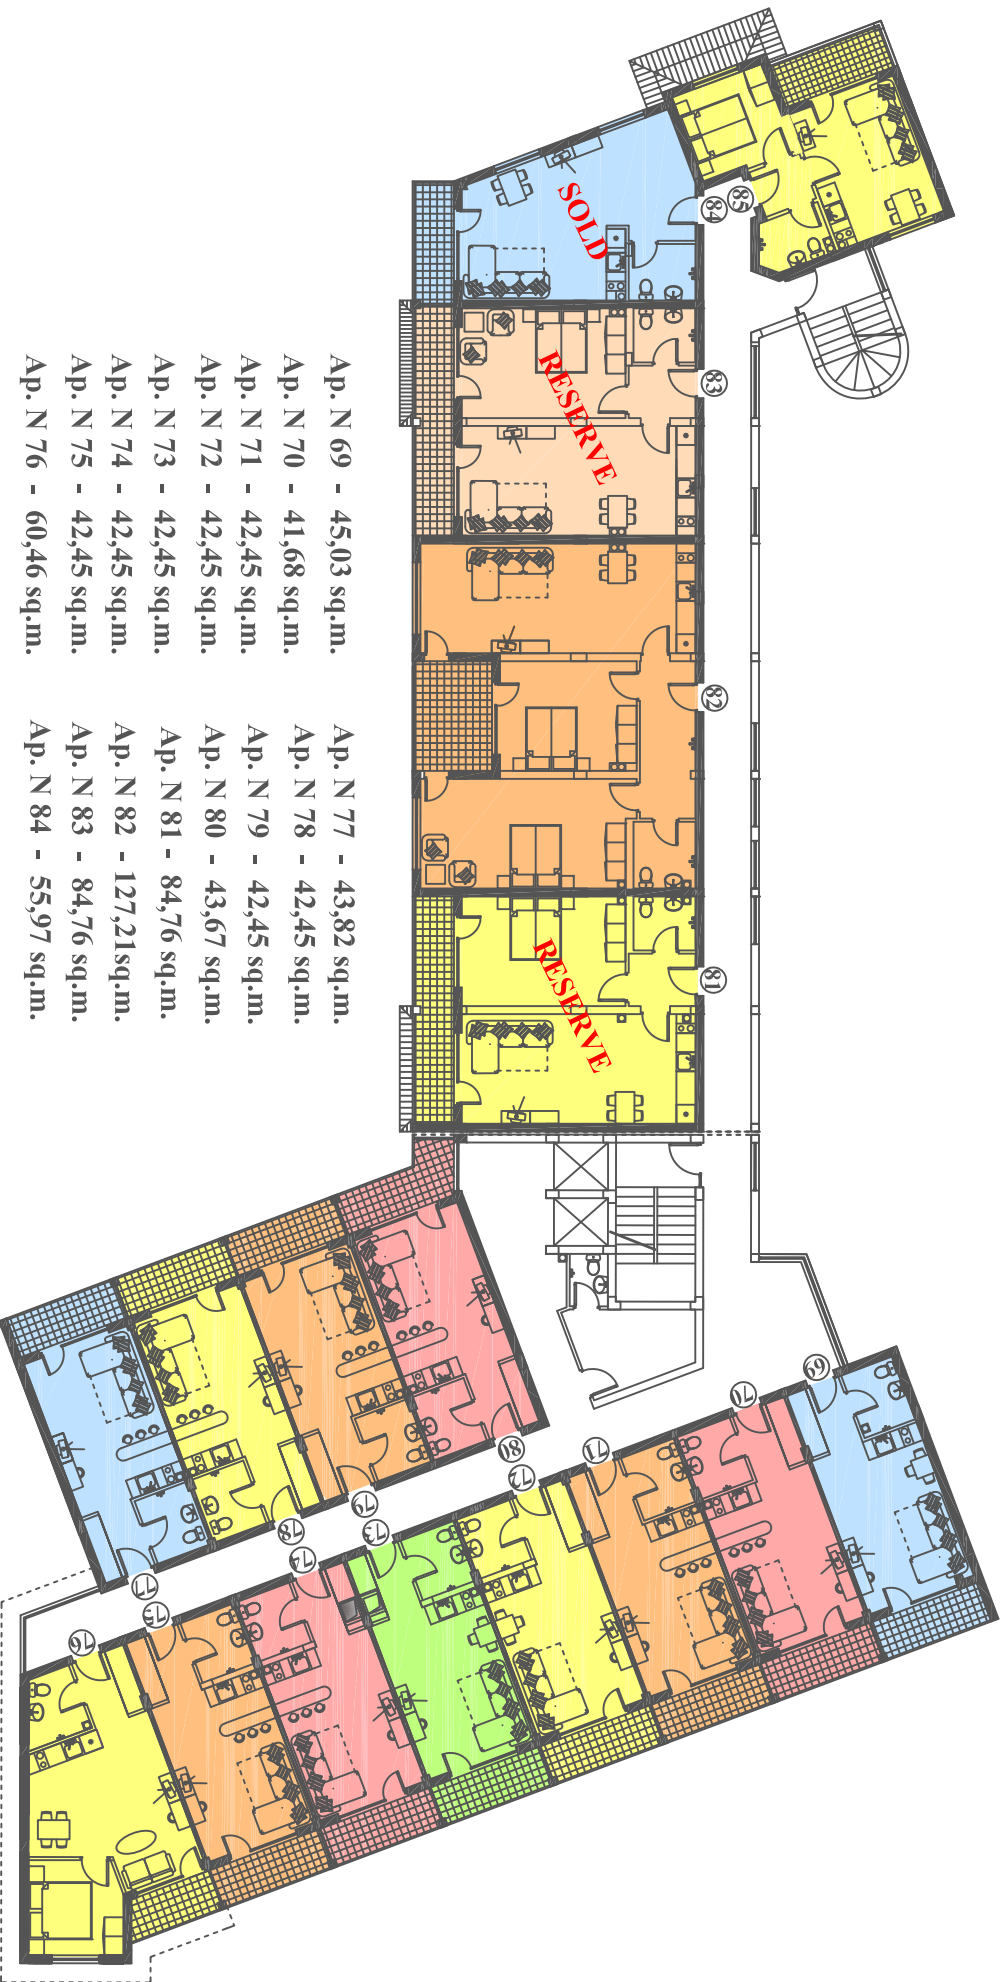 Ap. N 69 - 45,03 sq.m.
Ap. N 70 - 41,68 sq.m.
Ap. N 71 - 42,45 sq.m.
Ap. N 72 - 42,45 sq.m.
Ap. N 73 - 42,45 sq.m.
Ap. N 74 - 42,45 sq.m.
Ap. N 75 - 42,45 sq.m.
Ap. N 76 - 60,46 sq.m.
Ap. N 77 - 43,82 sq.m.
Ap. N 78 - 42,45 sq.m.
Ap. N 79 - 42,45 sq.m.
Ap. N 80 - 43,67 sq.m.
Ap. N 81 - 84,76 sq.m.
Ap. N 82 - 127,21sq.m.
Ap. N 83 - 84,76 sq.m.
Ap. N 84 - 55,97 sq.m.
SOLD
RESERVE
RESERVE
85
84
83
82
81
69
70
71
72
73
74
75
76
77
78
79
80